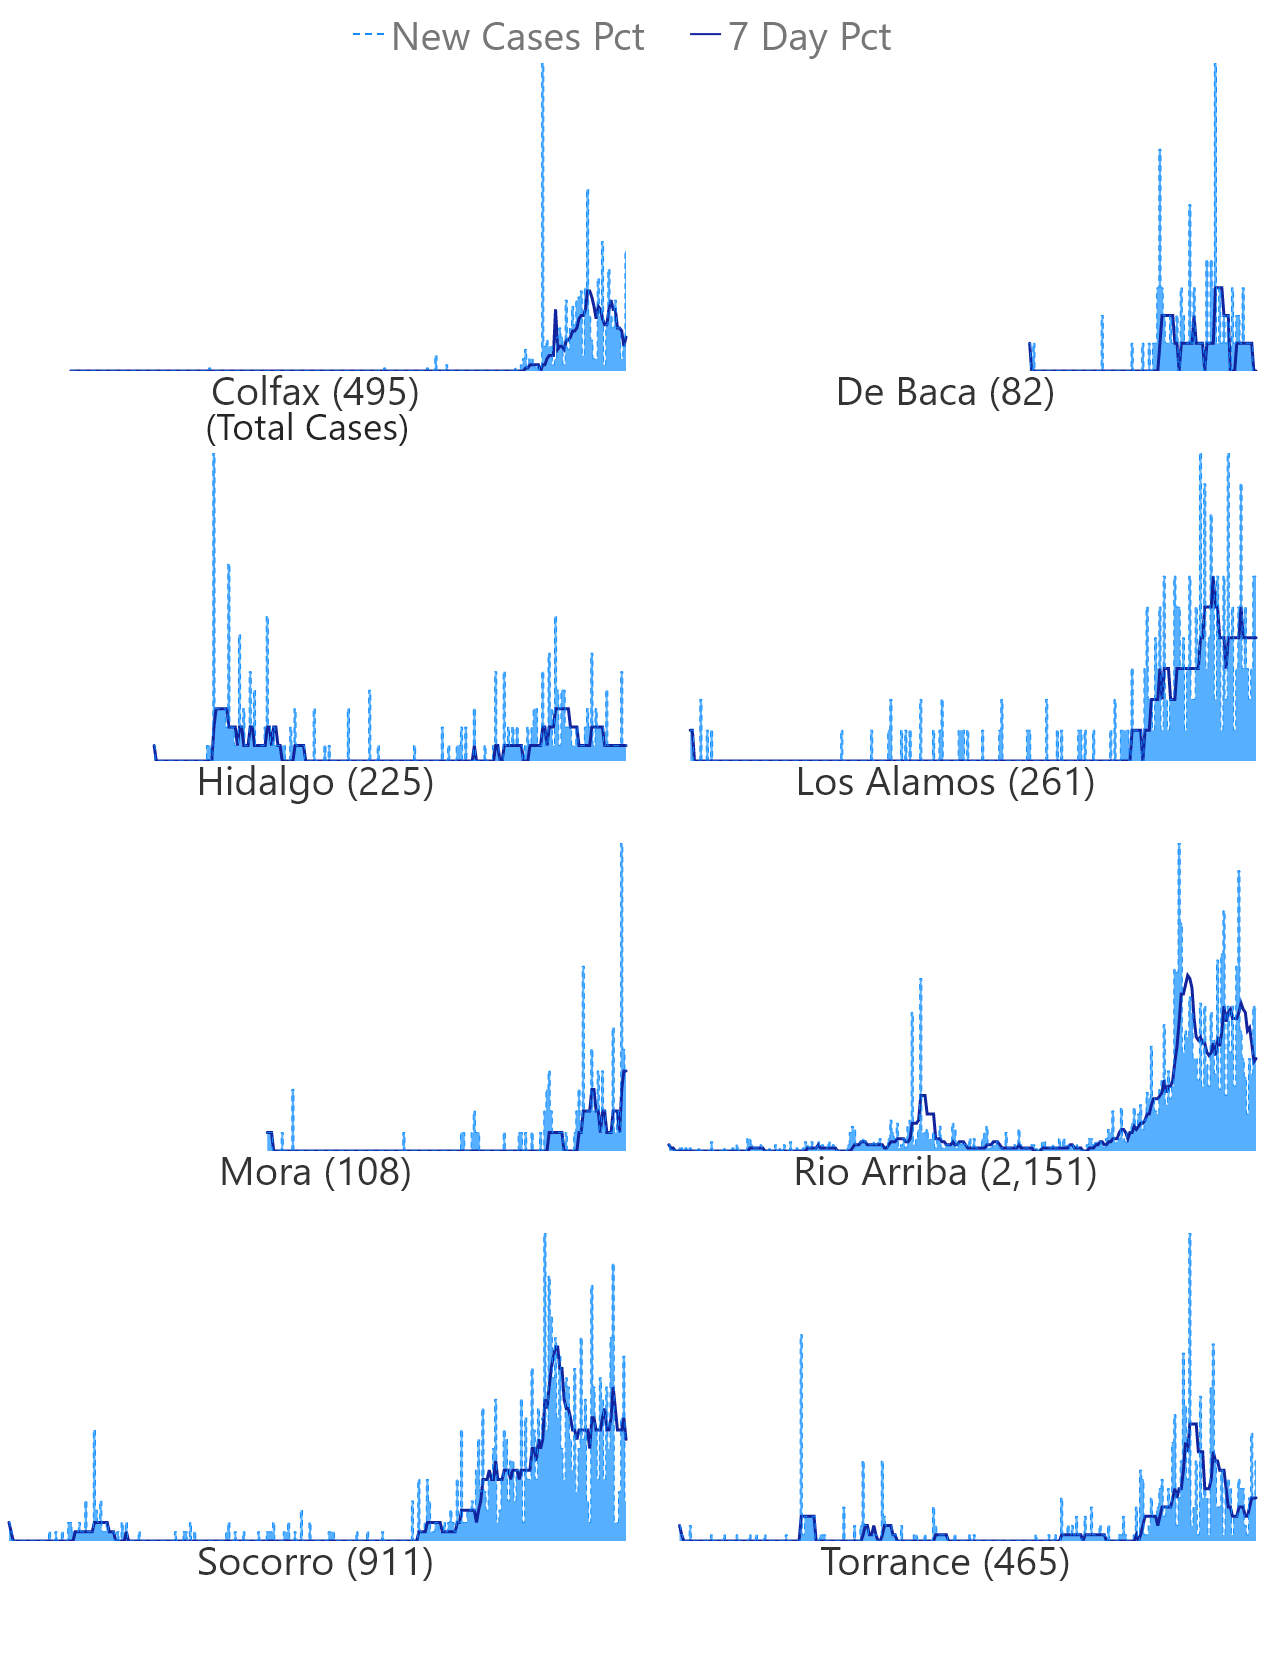 New Cases Pct 7 Day Pct
Colfax (495) De Baca (82)
(Total Cases)
Hidalgo (225) Los Alamos (261)
Mora (108) Rio Arriba (2,151)
Socorro (911) Torrance (465)